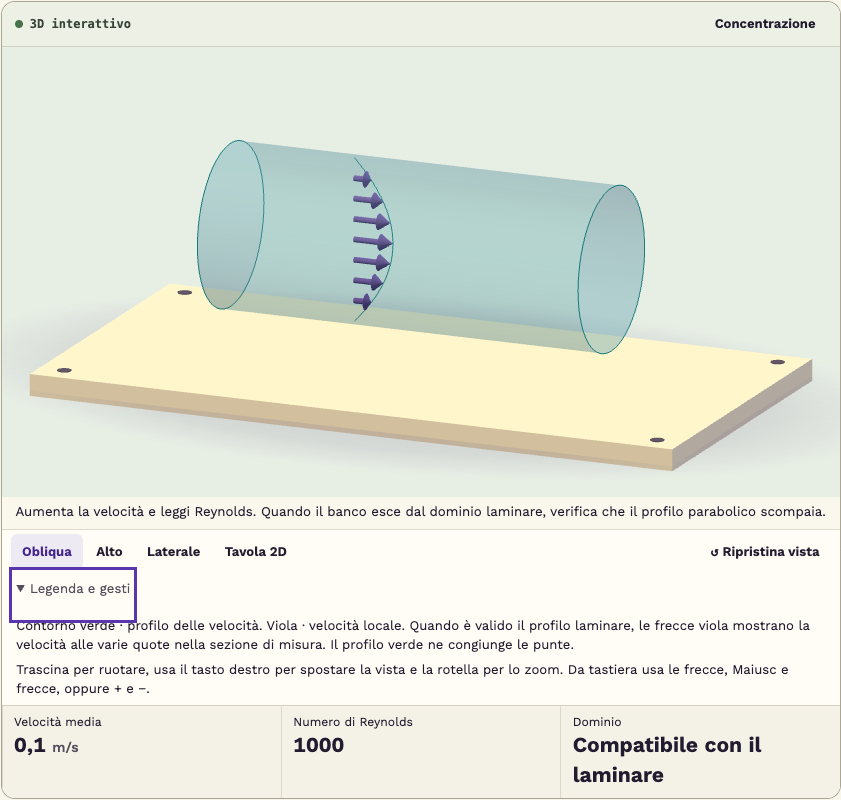 3D interattivo
Concentrazione
Aumenta la velocità e leggi Reynolds. Quando il banco esce dal dominio laminare, verifica che il profilo parabolico scompaia.
Obliqua Alto Laterale Tavola 2D ↺ Ripristina vista
▼ Legenda e gesti
Contorno verde · profilo delle velocità. Viola · velocità locale. Quando è valido il profilo laminare, le frecce viola mostrano la
velocità alle varie quote nella sezione di misura. Il profilo verde ne congiunge le punte.
Trascina per ruotare, usa il tasto destro per spostare la vista e la rotella per lo zoom. Da tastiera usa le frecce, Maiusc e
frecce, oppure + e −.
Velocità media
0,1 m/s
Numero di Reynolds
1000
Dominio
Compatibile con il
laminare